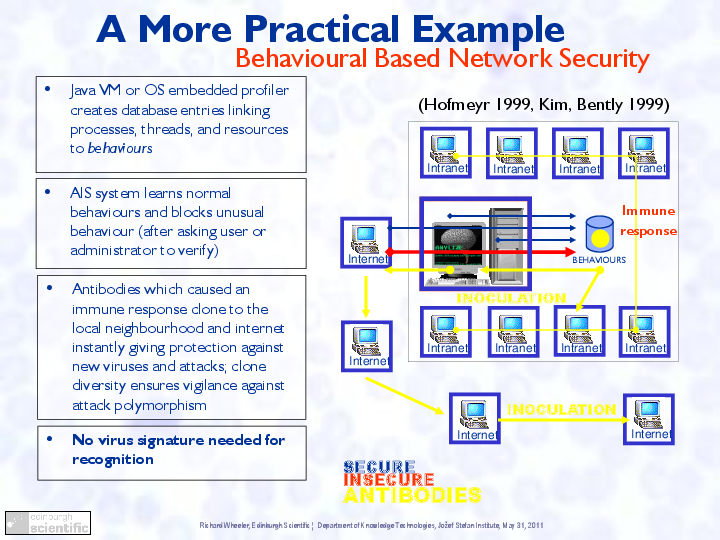 A More Practical Example
Behavioural Based Network Security
• Java VM or OS embedded profiler
creates database entries linking
processes, threads, and resources
to behaviours
• AIS system learns normal
behaviours and blocks unusual
behaviour (after asking user or
administrator to verify)
• Antibodies which caused an
immune response clone to the
local neighbourhood and internet
instantly giving protection against
new viruses and attacks; clone
diversity ensures vigilance against
attack polymorphism
• No virus signature needed for
recognition
(Hofmeyr 1999, Kim, Bently 1999)
Intranet Intranet Intranet Intranet
Immune
response
Internet
BEHAVIOURS
INOCULATION
Intranet Intranet Intranet Intranet
Internet
INOCULATION
Internet Internet
SECURE
INSECURE
ANTIBODIES
edinburgh
scientific
Richard Wheeler, Edinburgh Scientific ¦ Department of Knowledge Technologies, Jožef Stefan Institute, May 31, 2011